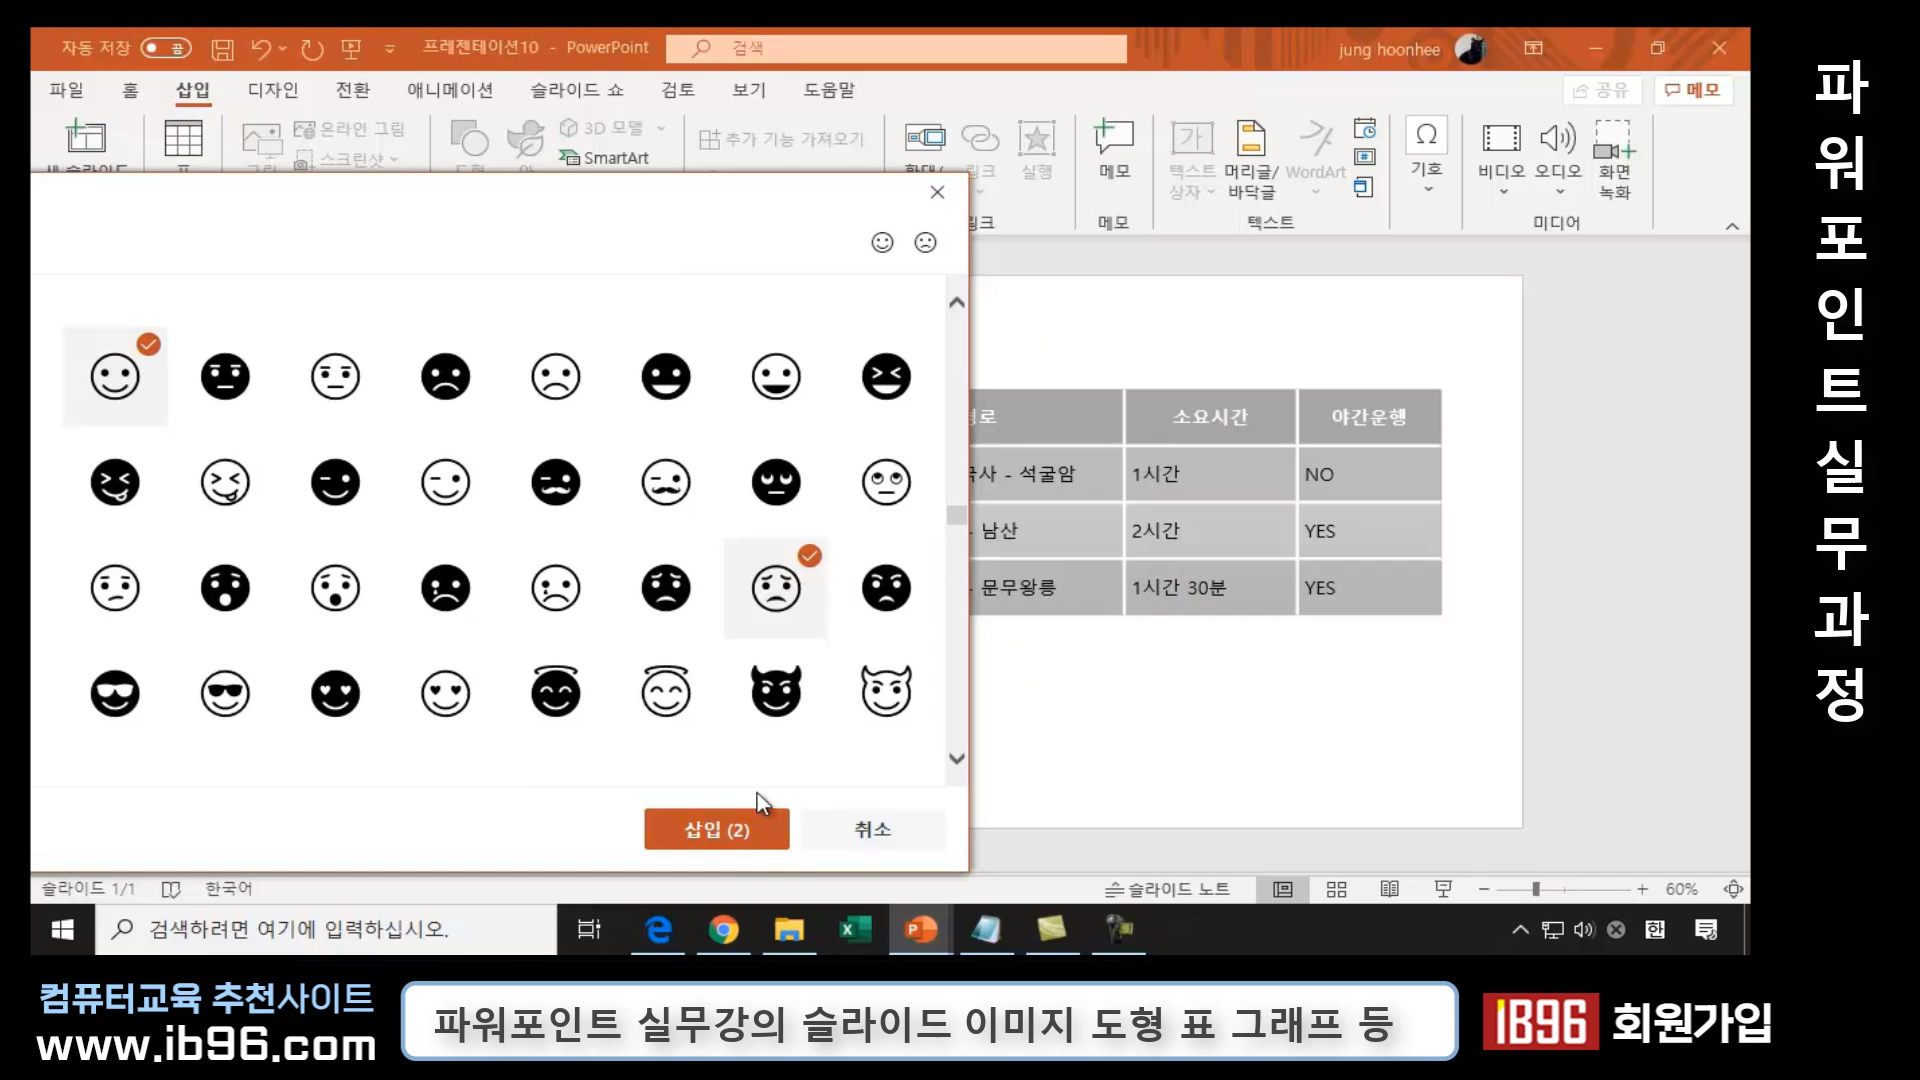 자동 저장 끔 프레젠테이션10 - PowerPoint 검색 jung hoonhee
파일 홈 삽입 디자인 전환 애니메이션 슬라이드 쇼 검토 보기 도움말 공유 메모
온라인 그림
스크린샷
3D 모델
SmartArt
추가 기능 가져오기
실행
메모
텍스트
상자
머리글/
바닥글
WordArt
기호
비디오 오디오 화면
녹화
메모 텍스트 미디어
소요시간 야간운행
- 석굴암 1시간 NO
- 남산 2시간 YES
- 문무왕릉 1시간 30분 YES
삽입 (2) 취소
슬라이드 1/1 한국어 슬라이드 노트 60%
검색하려면 여기에 입력하십시오. 한
파워포인트실무과정
컴퓨터교육 추천사이트
www.ib96.com
파워포인트 실무강의 슬라이드 이미지 도형 표 그래프 등
IB96 회원가입